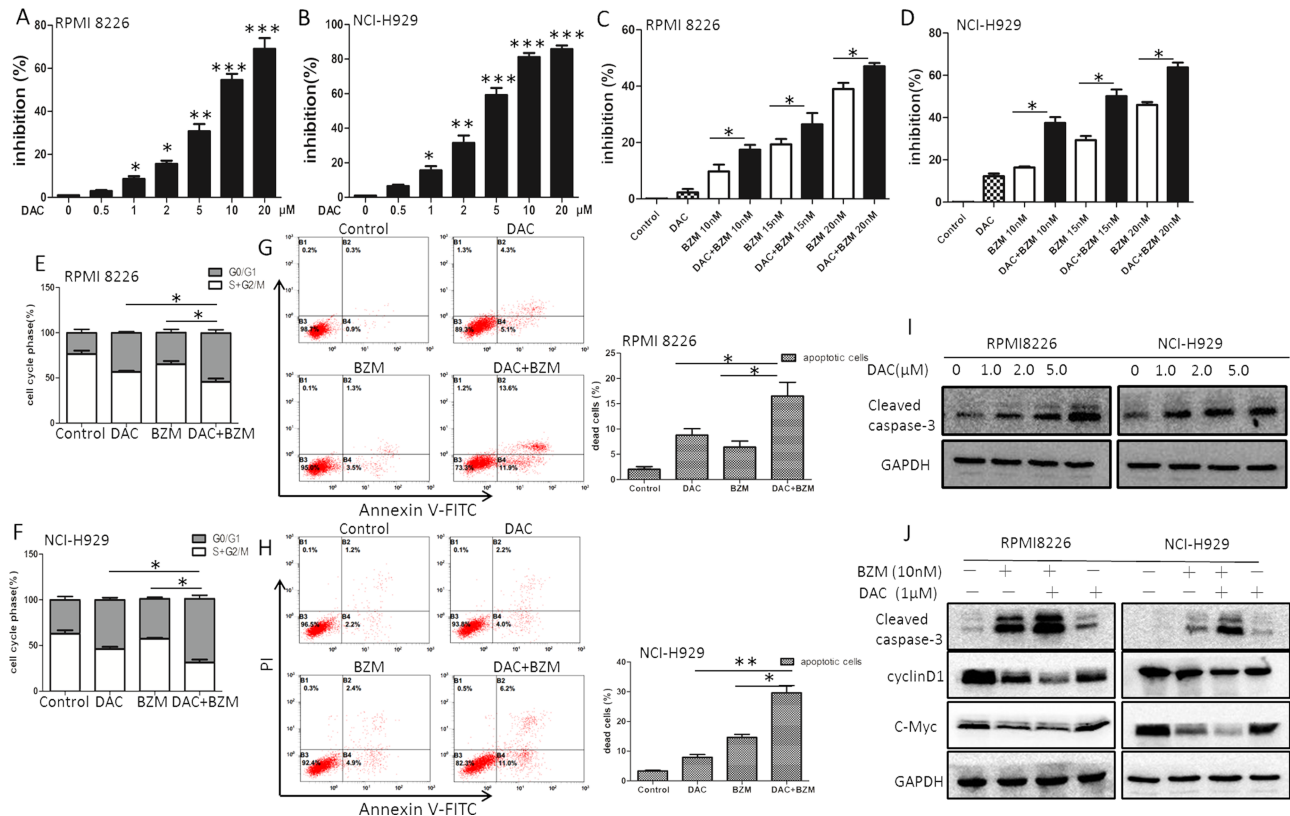 A
RPMI 8226
inhibition (%)
80
60
40
20
0
* * ** *** ***
DAC 0 0.5 1 2 5 10 20 μM
B
NCI-H929
inhibition(%)
100
80
60
40
20
0
* ** *** *** ***
DAC 0 0.5 1 2 5 10 20 μM
C
RPMI 8226
inhibition (%)
60
40
20
0
* * *
Control
DAC
BZM 10nM
DAC+BZM 10nM
BZM 15nM
DAC+BZM 15nM
BZM 20nM
DAC+BZM 20nM
D
NCI-H929
inhibition(%)
80
60
40
20
0
* * *
Control
DAC
BZM 10nM
DAC+BZM 10nM
BZM 15nM
DAC+BZM 15nM
BZM 20nM
DAC+BZM 20nM
E
RPMI 8226
G0/G1
S+G2/M
cell cycle phase(%)
150
100
50
0
*
*
Control DAC BZM DAC+BZM
F
NCI-H929
G0/G1
S+G2/M
cell cycle phase(%)
150
100
50
0
*
*
Control DAC BZM DAC+BZM
G
Control
B1 B2
0.2% 0.3%
B3 B4
98.7% 0.9%
DAC
B1 B2
1.3% 4.3%
B3 B4
89.3% 5.1%
BZM
B1 B2
0.1% 1.3%
B3 B4
3.5%
DAC+BZM
B1 B2
1.2% 13.6%
B3 B4
73.3% 11.9%
Annexin V-FITC
RPMI 8226
apoptotic cells
dead cells (%)
25
20
15
10
5
0
*
*
Control DAC BZM DAC+BZM
H
PI
Control
B1 B2
0.1% 1.2%
B3 B4
96.5% 2.2%
DAC
B1 B2
0.1% 2.2%
B3 B4
93.8% 4.0%
BZM
B1 B2
0.3% 2.4%
B3 B4
92.4% 4.9%
DAC+BZM
B1 B2
0.5% 6.2%
B3 B4
82.3% 11.0%
Annexin V-FITC
NCI-H929
apoptotic cells
dead cells (%)
40
30
20
10
0
**
*
Control DAC BZM DAC+BZM
I
RPMI8226 NCI-H929
DAC(μM) 0 1.0 2.0 5.0 0 1.0 2.0 5.0
Cleaved
caspase-3
GAPDH
J
RPMI8226 NCI-H929
BZM (10nM) − + + − − + + −
DAC (1μM) − − + + − − + +
Cleaved
caspase-3
cyclinD1
C-Myc
GAPDH